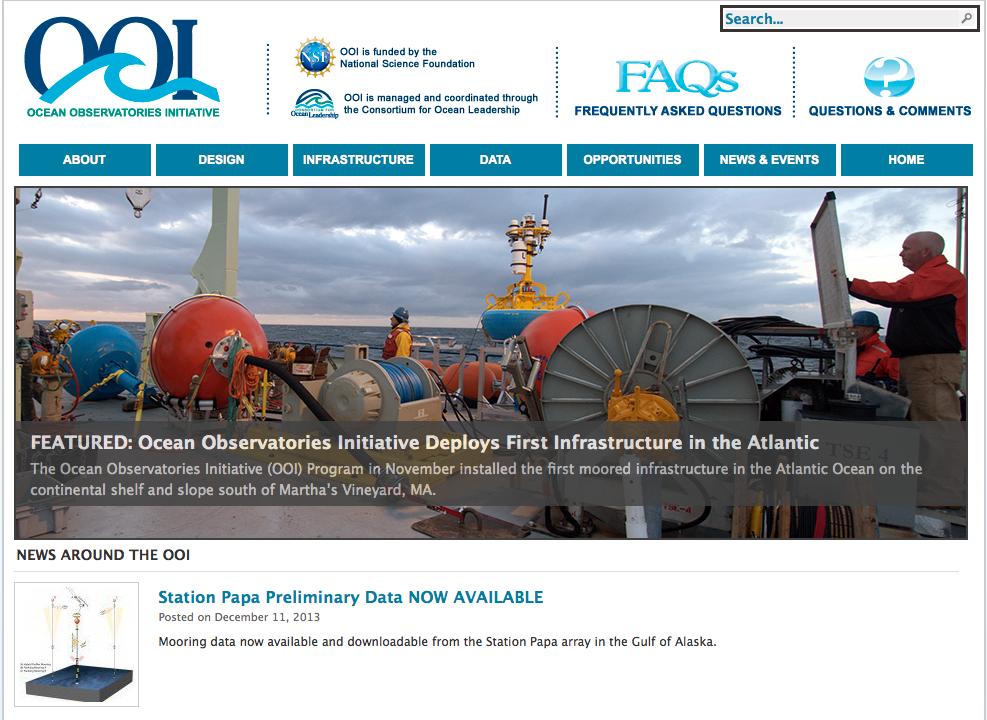 Search...
OOI
OCEAN OBSERVATORIES INITIATIVE
NSF
OOI is funded by the
National Science Foundation
CONSORTIUM FOR
Ocean Leadership
OOI is managed and coordinated through
the Consortium for Ocean Leadership
FAQs
FREQUENTLY ASKED QUESTIONS
?
QUESTIONS & COMMENTS
ABOUT
DESIGN
INFRASTRUCTURE
DATA
OPPORTUNITIES
NEWS & EVENTS
HOME
FEATURED: Ocean Observatories Initiative Deploys First Infrastructure in the Atlantic
TSE 4
The Ocean Observatories Initiative (OOI) Program in November installed the first moored infrastructure in the Atlantic Ocean on the
continental shelf and slope south of Martha's Vineyard, MA.
TSE-4
NEWS AROUND THE OOI
Station Papa Preliminary Data NOW AVAILABLE
Posted on December 11, 2013
Mooring data now available and downloadable from the Station Papa array in the Gulf of Alaska.